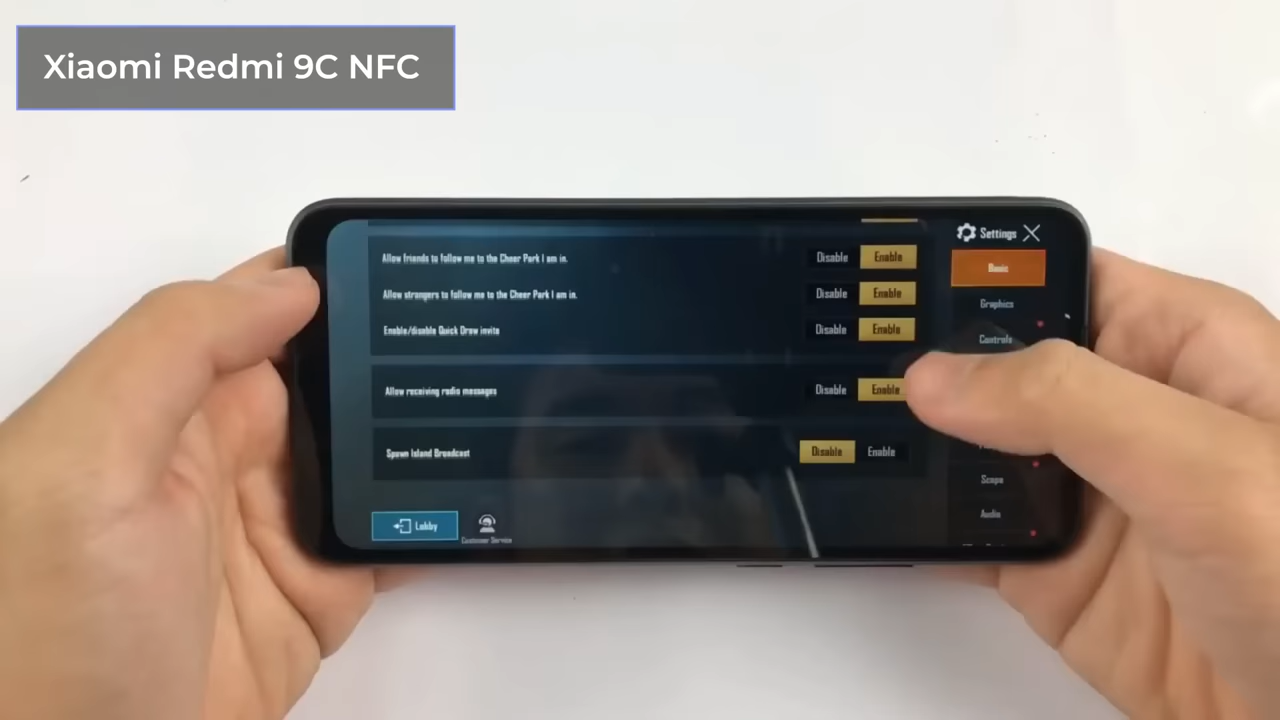 Xiaomi Redmi 9C NFC
Settings
Allow friends to follow me to the Cheer Park I am in. Disable Enable
Basic
Allow strangers to follow me to the Cheer Park I am in. Disable Enable
Graphics
Enable/disable Quick Draw invite Disable Enable
Controls
Allow receiving radio messages Disable Enable
Spawn Island Broadcast Disable Enable
Scope
Audio
Lobby
Customer Service